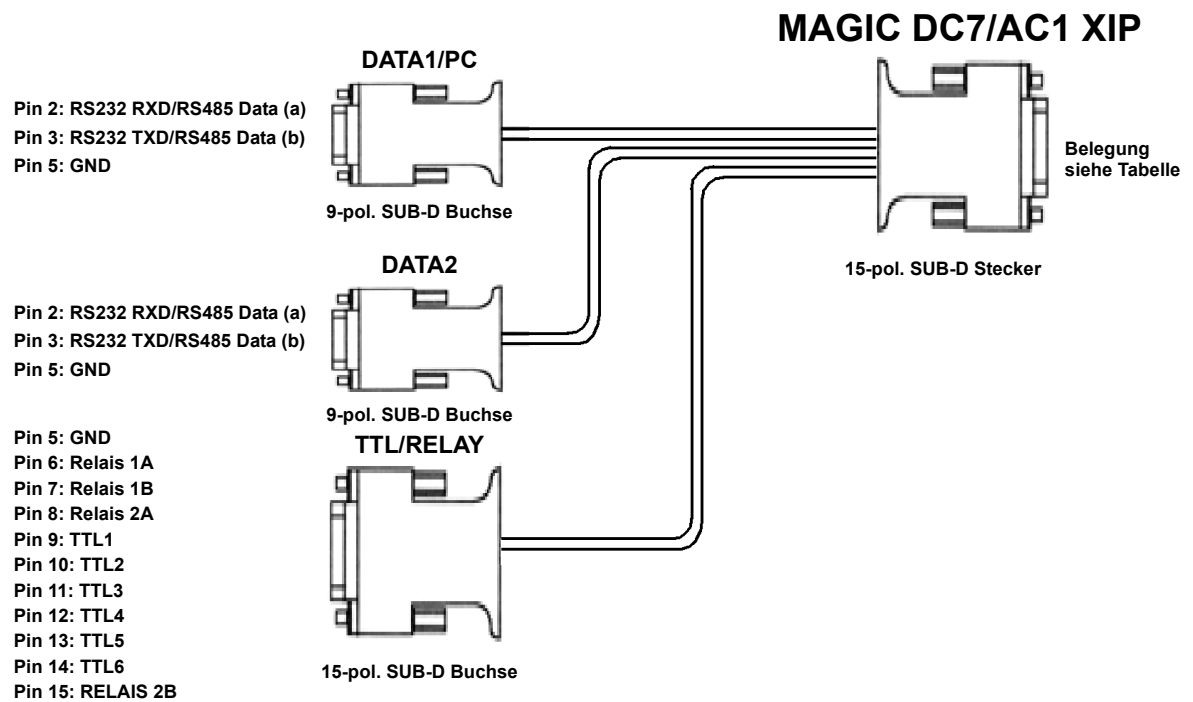 MAGIC DC7/AC1 XIP
DATA1/PC
Pin 2: RS232 RXD/RS485 Data (a)
Pin 3: RS232 TXD/RS485 Data (b)
Pin 5: GND
9-pol. SUB-D Buchse
Belegung
siehe Tabelle
15-pol. SUB-D Stecker
DATA2
Pin 2: RS232 RXD/RS485 Data (a)
Pin 3: RS232 TXD/RS485 Data (b)
Pin 5: GND
9-pol. SUB-D Buchse
TTL/RELAY
Pin 5: GND
Pin 6: Relais 1A
Pin 7: Relais 1B
Pin 8: Relais 2A
Pin 9: TTL1
Pin 10: TTL2
Pin 11: TTL3
Pin 12: TTL4
Pin 13: TTL5
Pin 14: TTL6
Pin 15: RELAIS 2B
15-pol. SUB-D Buchse